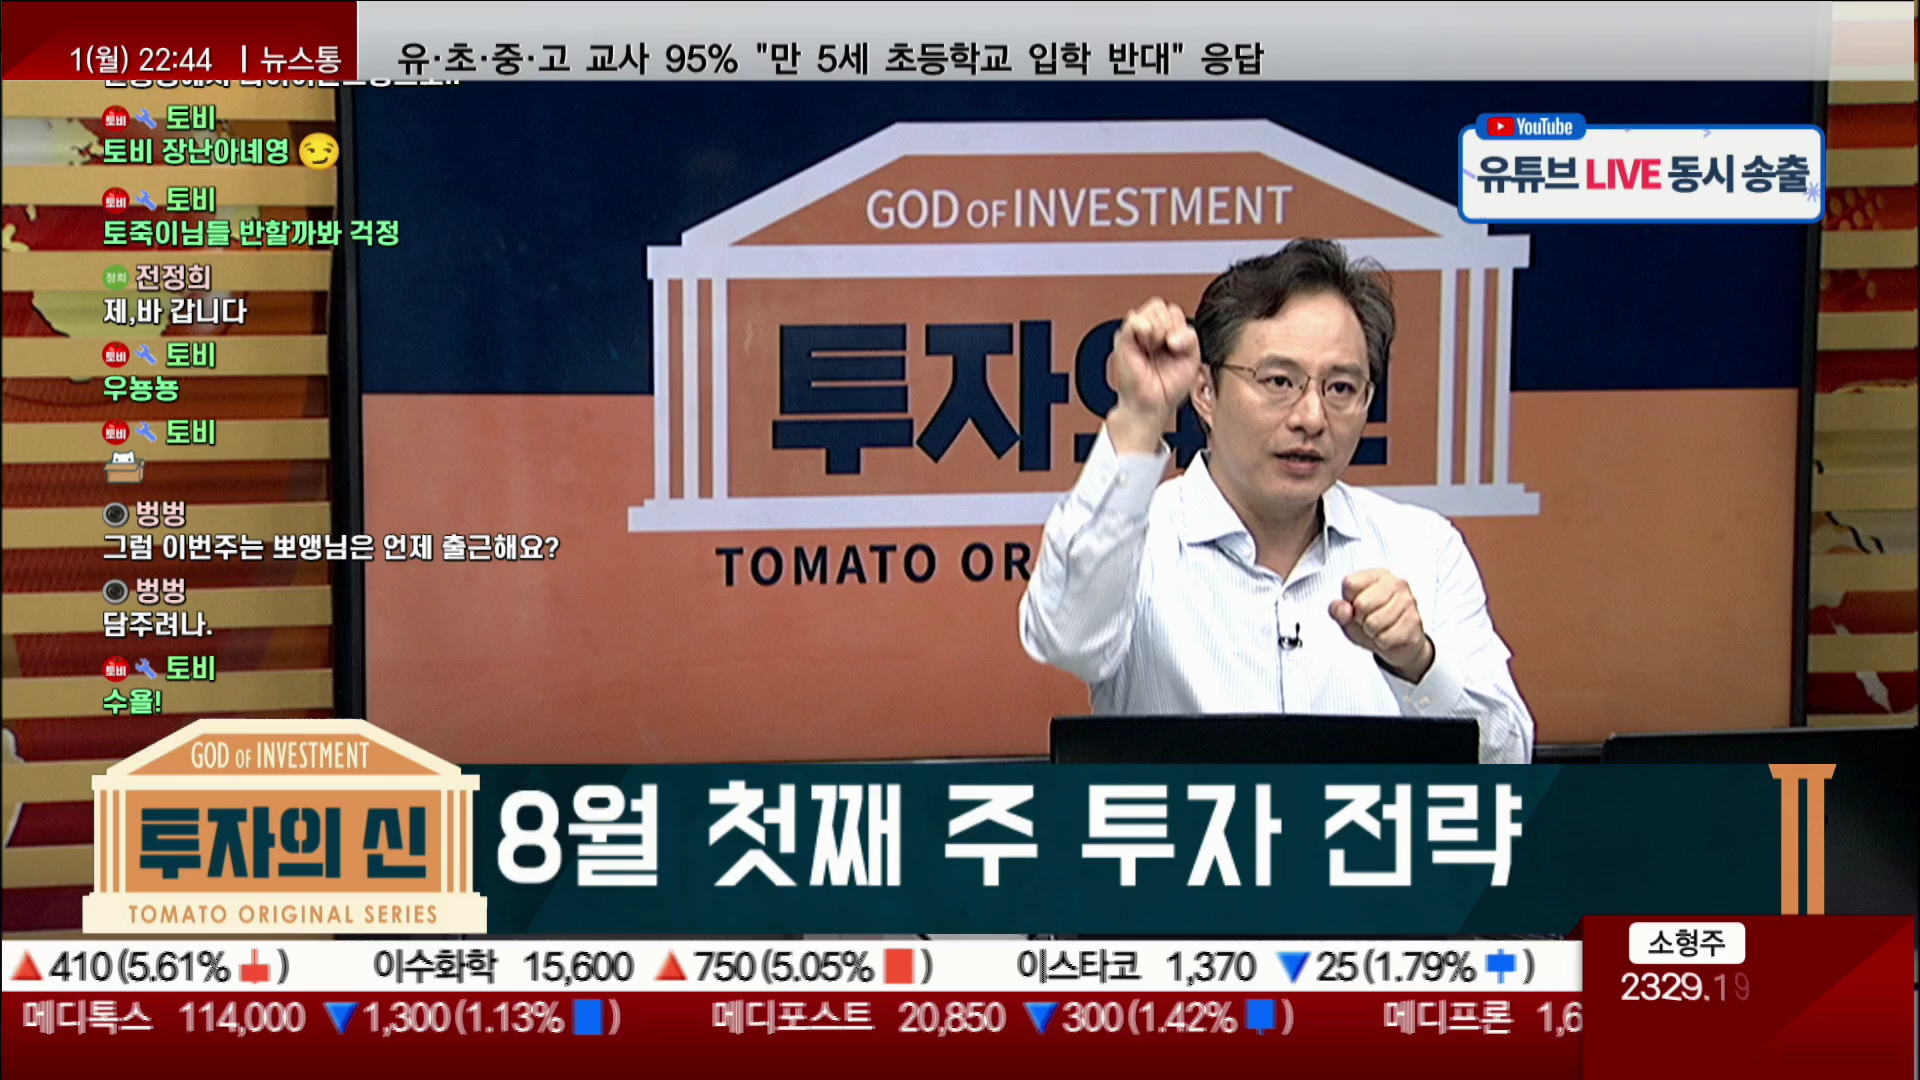 1(월) 22:44 | 뉴스통
유·초·중·고 교사 95% "만 5세 초등학교 입학 반대" 응답
토비
토비 장난아녜영
토비
토죽이님들 반할까봐 걱정
정희 전정희
제,바 갑니다
토비
우뇽뇽
토비
벙벙
그럼 이번주는 뽀앵님은 언제 출근해요?
벙벙
담주려나.
토비
수율!
YouTube
유튜브 LIVE 동시 송출
GOD OF INVESTMENT
투자의
TOMATO OR
GOD OF INVESTMENT
투자의 신
TOMATO ORIGINAL SERIES
8월 첫째 주 투자 전략
▲410(5.61% ) 이수화학 15,600 ▲750(5.05% ) 이스타코 1,370 ▼25(1.79% )
메디톡스 114,000 ▼1,300(1.13% ) 메디포스트 20,850 ▼300(1.42% ) 메디프론 1,6
소형주
2329.19